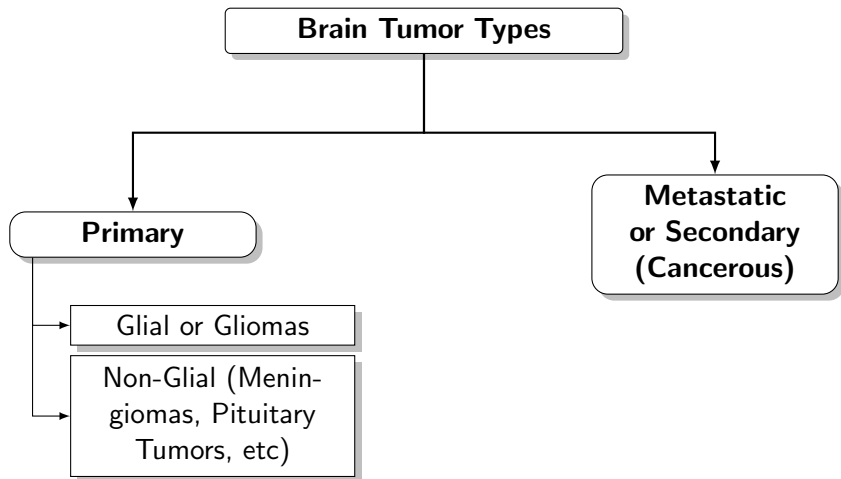 Brain Tumor Types
Primary
Metastatic
or Secondary
(Cancerous)
Glial or Gliomas
Non-Glial (Menin-
giomas, Pituitary
Tumors, etc)